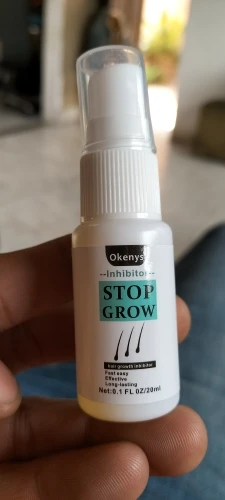 Okenys
--Inhibitor--
STOP
GROW
hair growth inhibitor
Fast easy
Effective
Long-lasting
Net:0.1 FL OZ/20ml